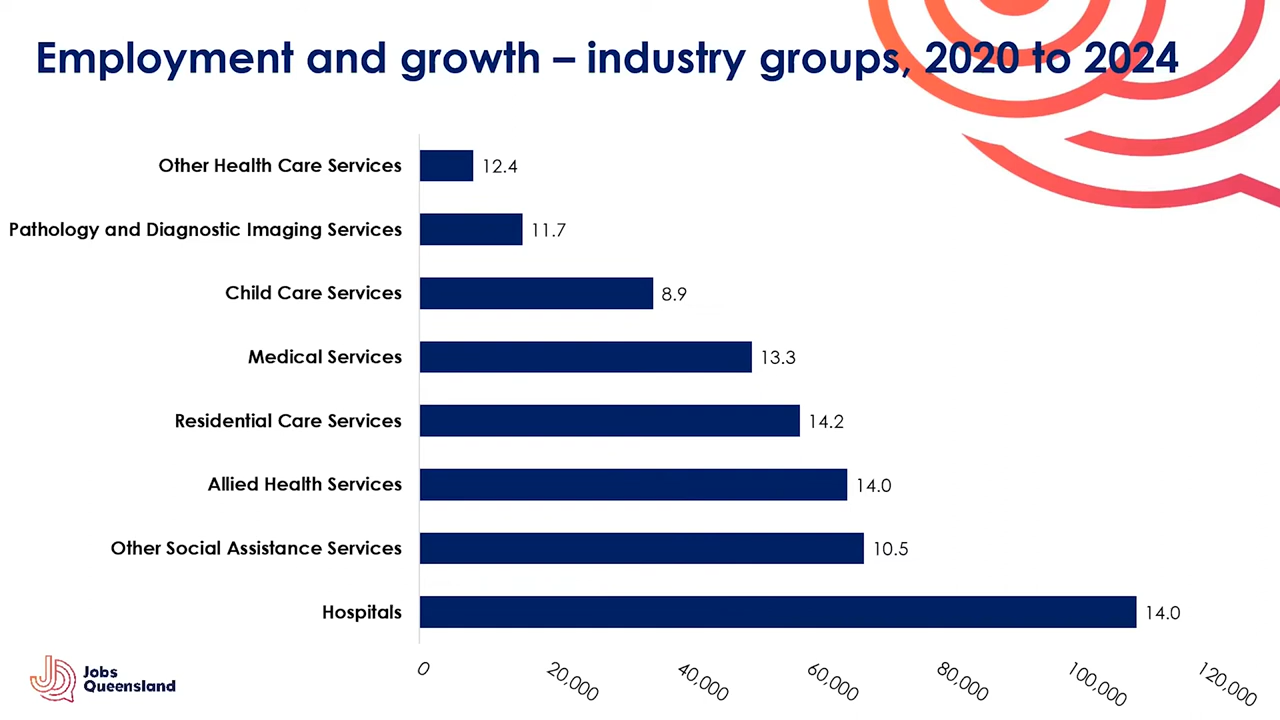 Employment and growth – industry groups, 2020 to 2024
Other Health Care Services 12.4
Pathology and Diagnostic Imaging Services 11.7
Child Care Services 8.9
Medical Services 13.3
Residential Care Services 14.2
Allied Health Services 14.0
Other Social Assistance Services 10.5
Hospitals 14.0
0 20,000 40,000 60,000 80,000 100,000 120,000
Jobs
Queensland